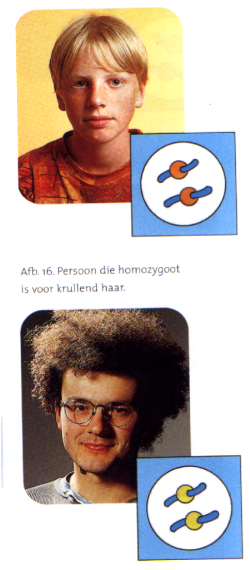 Afb. 16. Persoon die homozygoot
is voor krullend haar.